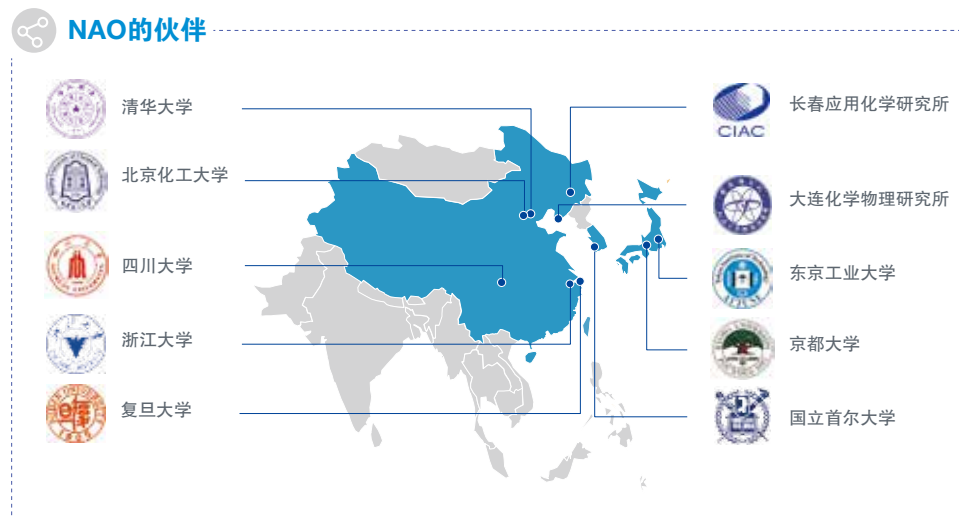 NAO的伙伴
清华大学
北京化工大学
四川大学
浙江大学
复旦大学
CIAC
长春应用化学研究所
大连化学物理研究所
东京工业大学
京都大学
国立首尔大学